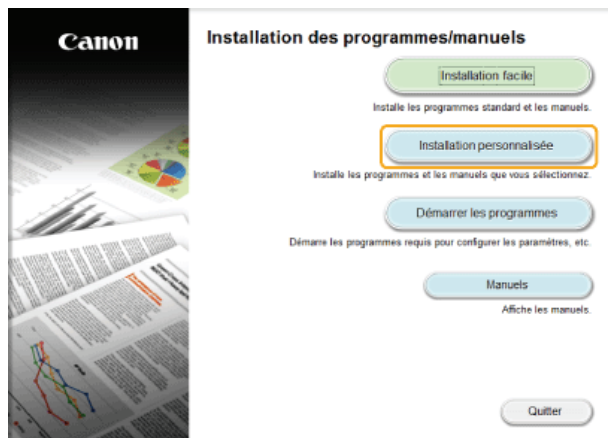 Canon
Installation des programmes/manuels
Installation facile
Installe les programmes standard et les manuels.
Installation personnalisée
Installe les programmes et les manuels que vous sélectionnez.
Démarrer les programmes
Démarre les programmes requis pour configurer les paramètres, etc.
Manuels
Affiche les manuels.
Quitter